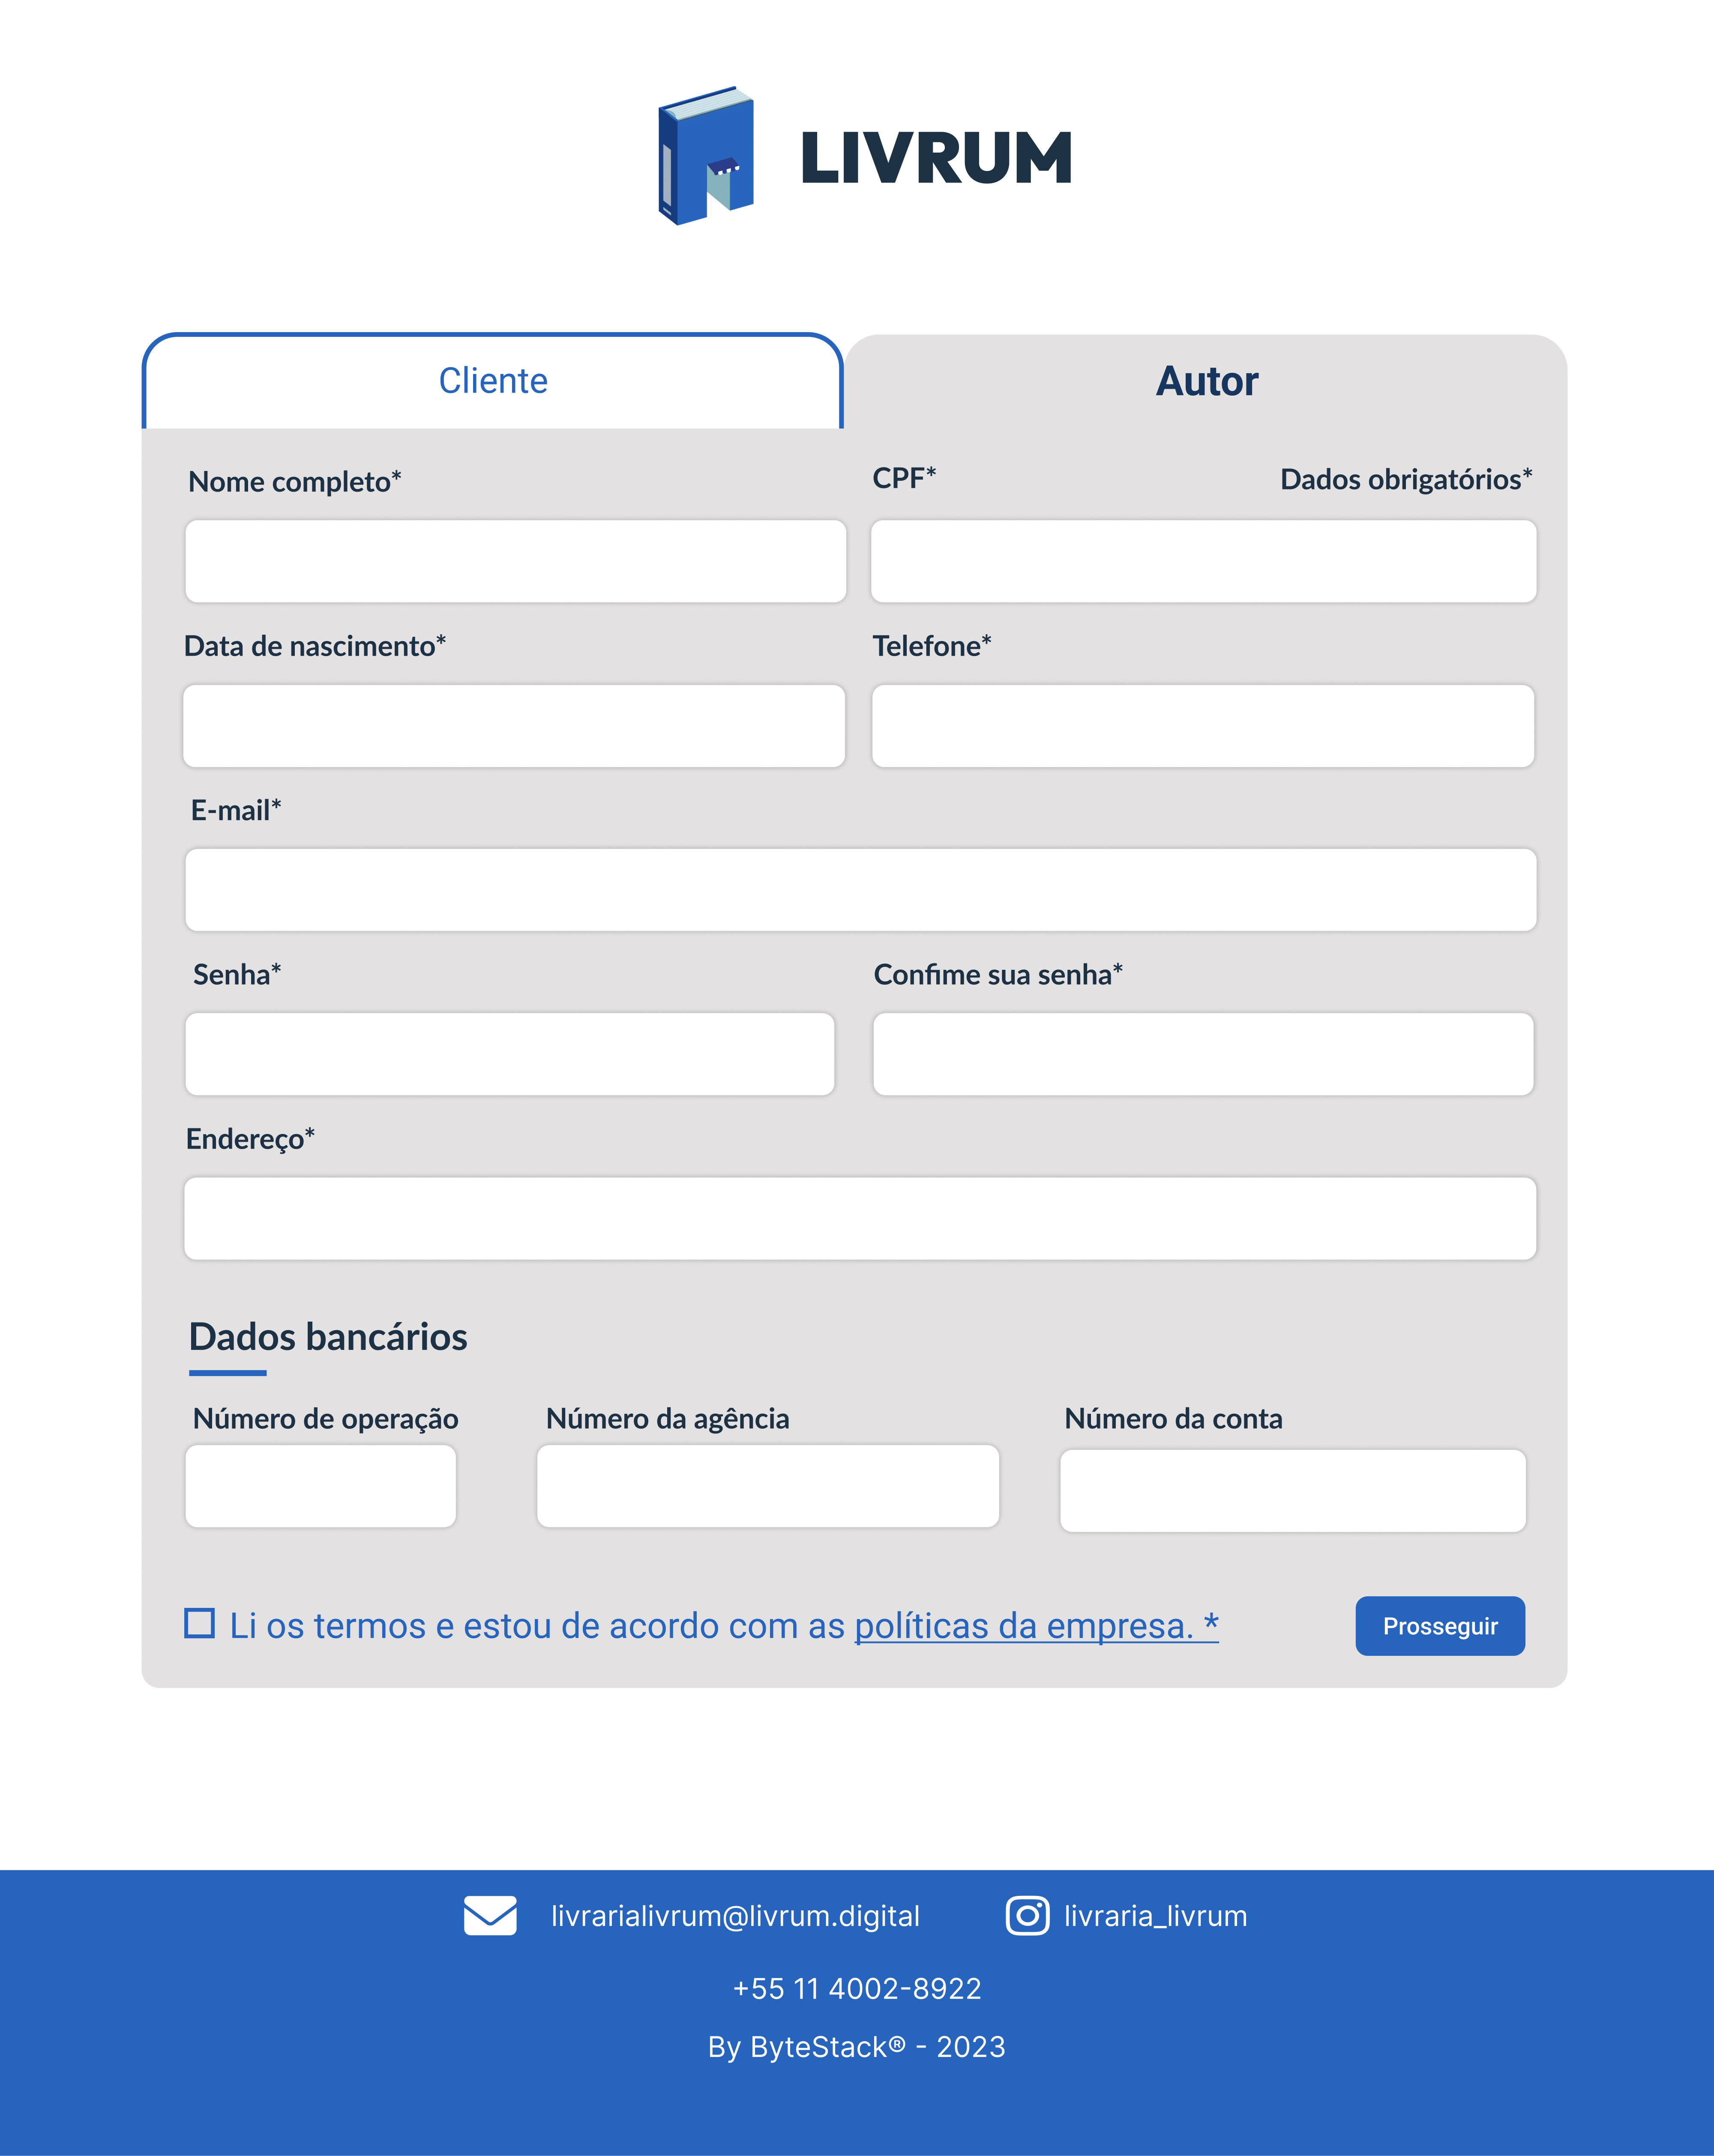 LIVRUM
Cliente
Autor
Nome completo*
CPF*
Dados obrigatórios*
Data de nascimento*
Telefone*
E-mail*
Senha*
Confime sua senha*
Endereço*
Dados bancários
Número de operação
Número da agência
Número da conta
Li os termos e estou de acordo com as políticas da empresa. *
Prosseguir
livrarialivrum@livrum.digital
livraria_livrum
+55 11 4002-8922
By ByteStack® - 2023